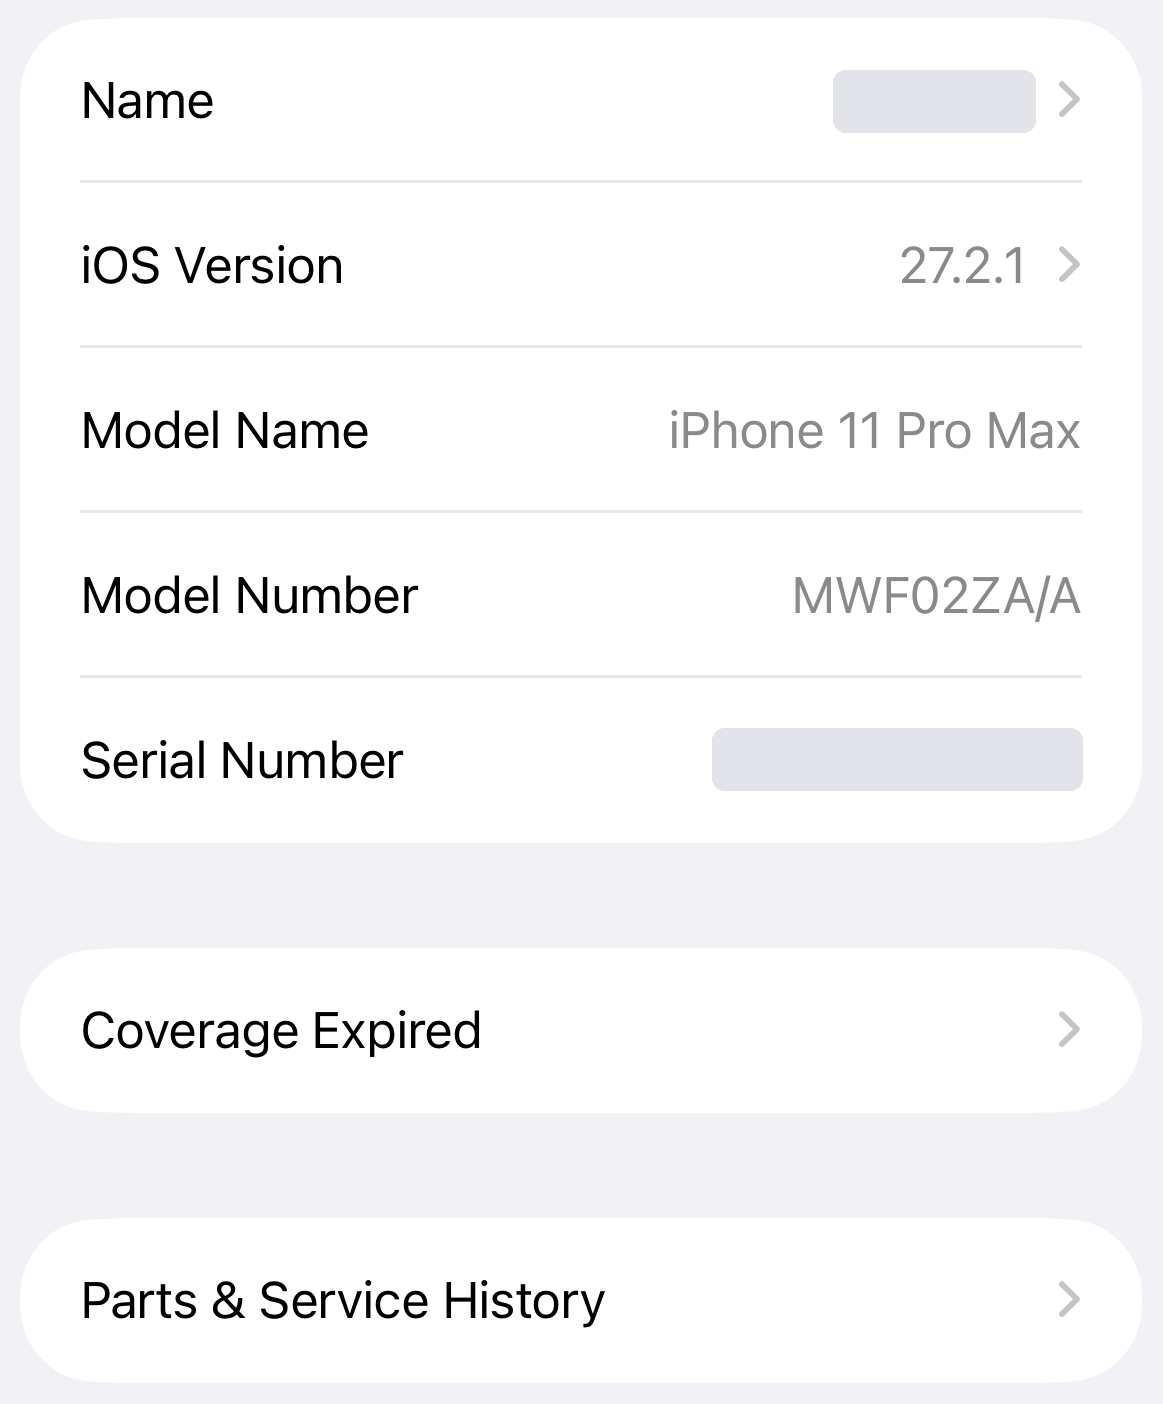 Name
iOS Version 27.2.1
Model Name iPhone 11 Pro Max
Model Number MWF02ZA/A
Serial Number
Coverage Expired
Parts & Service History